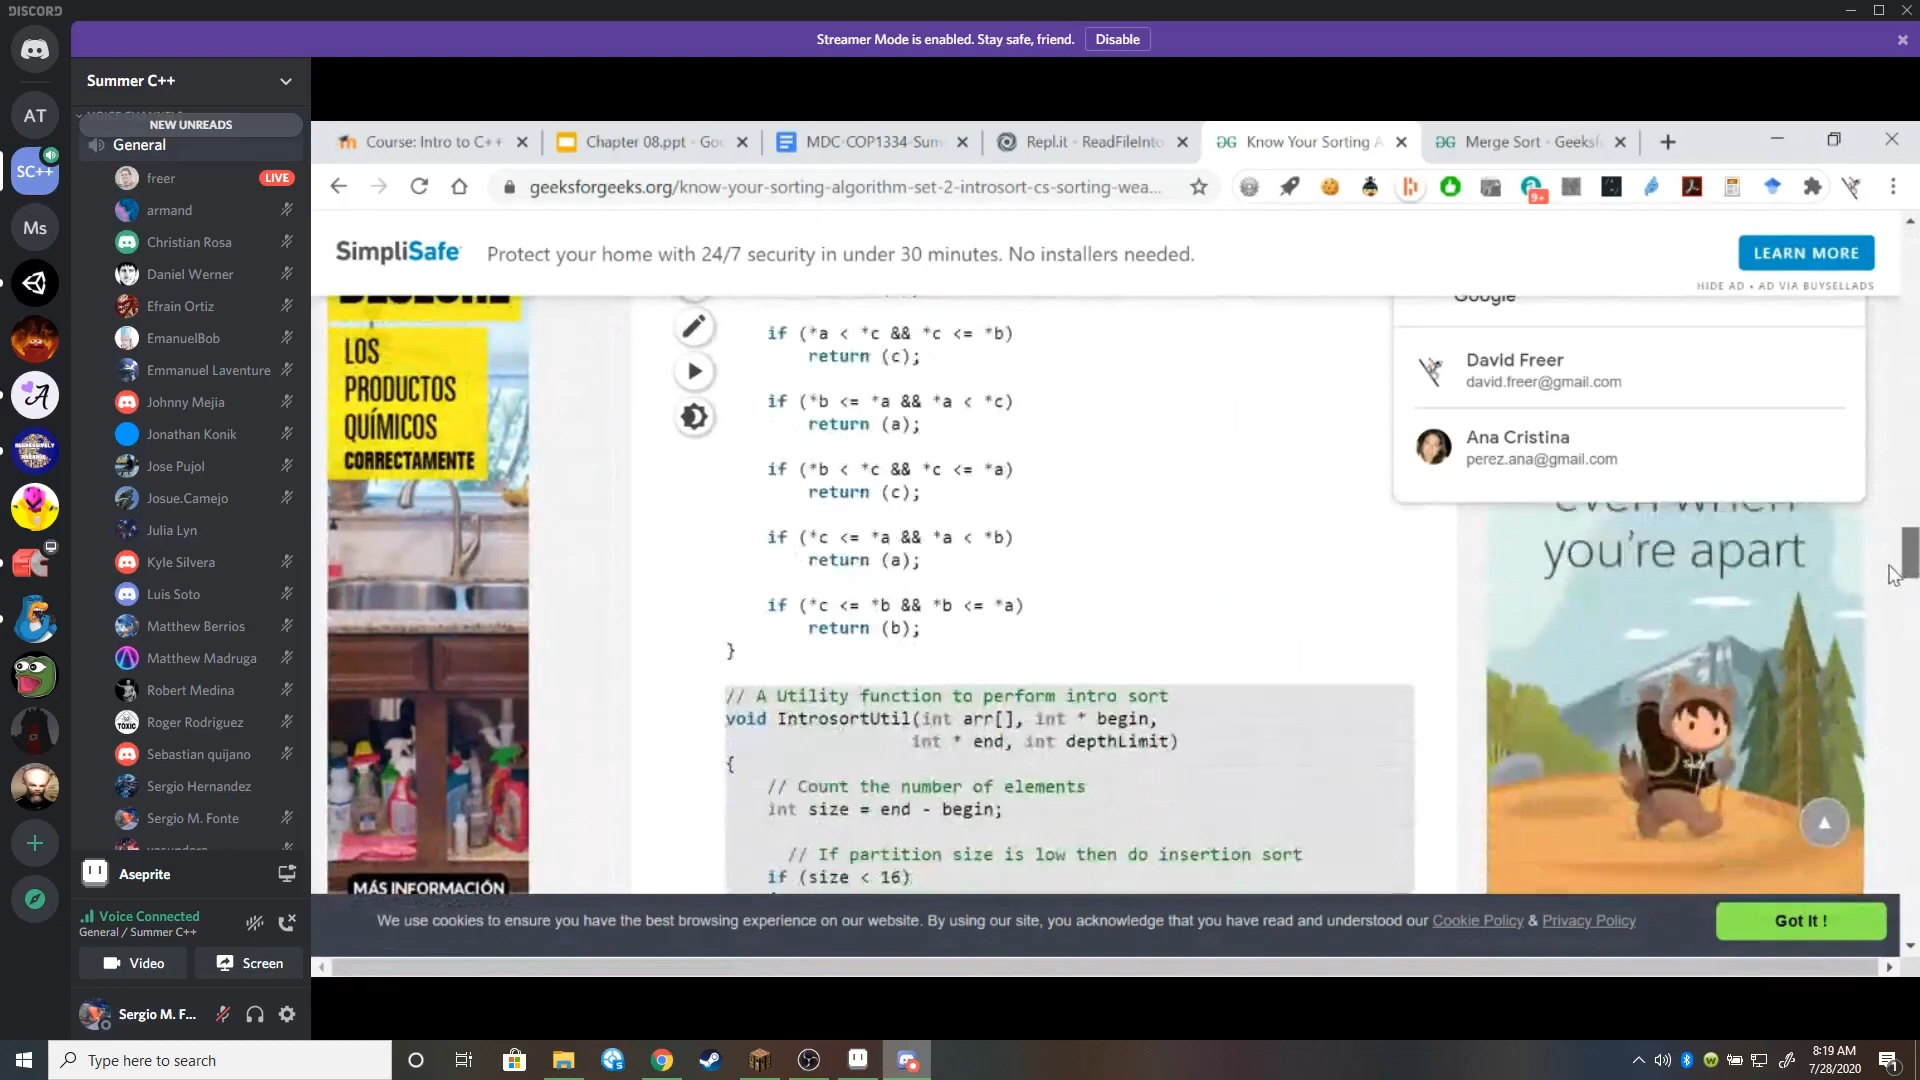 DISCORD
Streamer Mode is enabled. Stay safe, friend.
Disable
Summer C++
NEW UNREADS
General
freer
LIVE
armand
Christian Rosa
Daniel Werner
Efrain Ortiz
EmanuelBob
Emmanuel Laventure
Johnny Mejia
Jonathan Konik
Jose Pujol
Josue.Camejo
Julia Lyn
Kyle Silvera
Luis Soto
Matthew Berrios
Matthew Madruga
Robert Medina
Roger Rodriguez
Sebastian quijano
Sergio Hernandez
Sergio M. Fonte
AT
SC++
Ms
TOXIC
Aseprite
Voice Connected
General / Summer C++
Video
Screen
Sergio M. F...
Course: Intro to C++
Chapter 08.ppt - Goo
MDC-COP1334-Sum
Repl.it - ReadFileInto
Know Your Sorting A
Merge Sort - Geeksf
geeksforgeeks.org/know-your-sorting-algorithm-set-2-introsort-cs-sorting-wea...
9+
SimpliSafe
Protect your home with 24/7 security in under 30 minutes. No installers needed.
LEARN MORE
HIDE AD • AD VIA BUYSELLADS
LOS
PRODUCTOS
QUÍMICOS
CORRECTAMENTE
MÁS INFORMACIÓN
if (*a < *c && *c <= *b)
return (c);
if (*b <= *a && *a < *c)
return (a);
if (*b < *c && *c <= *a)
return (c);
if (*c <= *a && *a < *b)
return (a);
if (*c <= *b && *b <= *a)
return (b);
}
// A Utility function to perform intro sort
void IntrosortUtil(int arr[], int * begin,
int * end, int depthLimit)
{
// Count the number of elements
int size = end - begin;
// If partition size is low then do insertion sort
if (size < 16)
Google
David Freer
david.freer@gmail.com
Ana Cristina
perez.ana@gmail.com
even when
you're apart
We use cookies to ensure you have the best browsing experience on our website. By using our site, you acknowledge that you have read and understood our Cookie Policy & Privacy Policy
Got It !
Type here to search
8:19 AM
7/28/2020
1